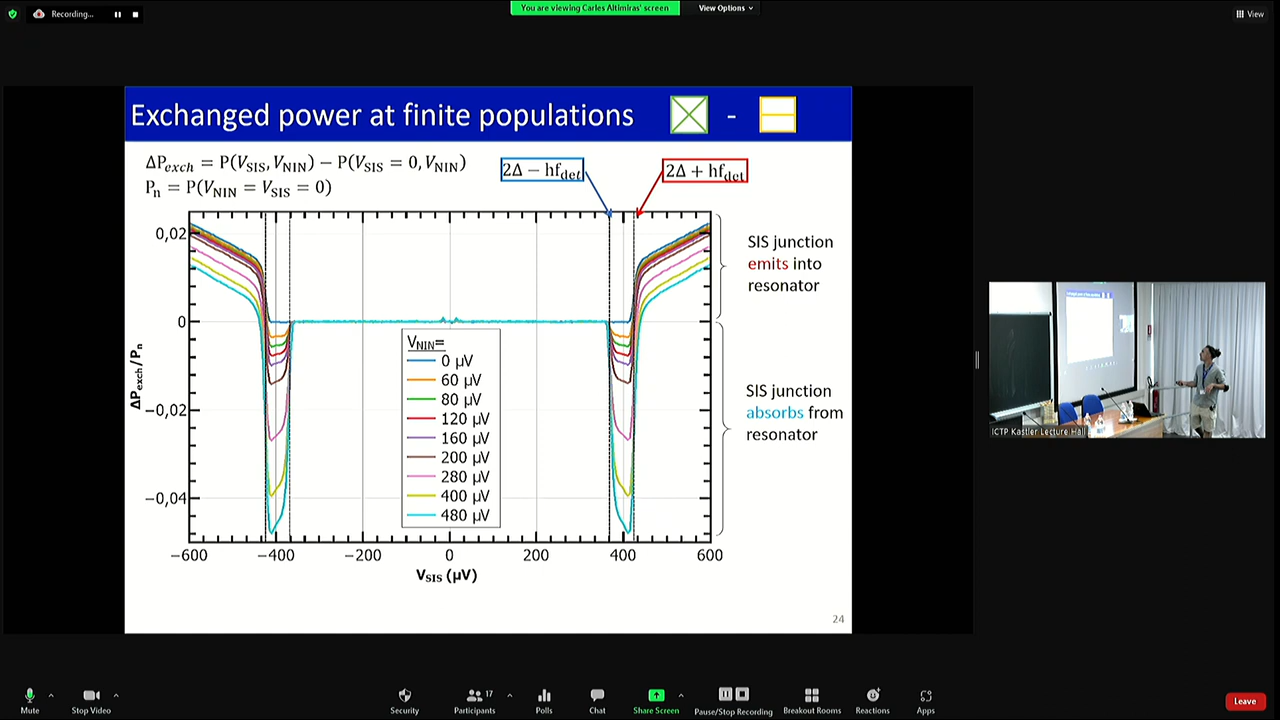 Recording...
You are viewing Carles Altimiras' screen
View Options
View
Exchanged power at finite populations
-
ΔP_exch = P(V_SIS, V_NIN) − P(V_SIS = 0, V_NIN)
P_n = P(V_NIN = V_SIS = 0)
2Δ − hf_det
2Δ + hf_det
0,02
0
−0,02
−0,04
ΔP_exch/P_n
V_NIN=
0 µV
60 µV
80 µV
120 µV
160 µV
200 µV
280 µV
400 µV
480 µV
−600
−400
−200
0
200
400
600
V_SIS (µV)
SIS junction
emits into
resonator
SIS junction
absorbs from
resonator
24
ICTP Kastler Lecture Hall
Mute
Stop Video
Security
17
Participants
Polls
Chat
Share Screen
Pause/Stop Recording
Breakout Rooms
Reactions
Apps
Leave